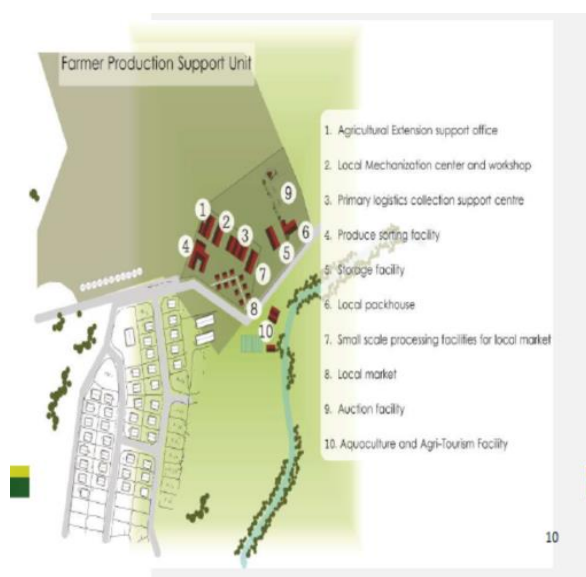 Farmer Production Support Unit
1. Agricultural Extension support office
2. Local Mechanization center and workshop
3. Primary logistics collection support centre
4. Produce sorting facility
5. Storage facility
6. Local packhouse
7. Small scale processing facilities for local market
8. Local market
9. Auction facility
10. Aquaculture and Agri-Tourism Facility
9
1
2
3
6
4
5
7
8
10
10